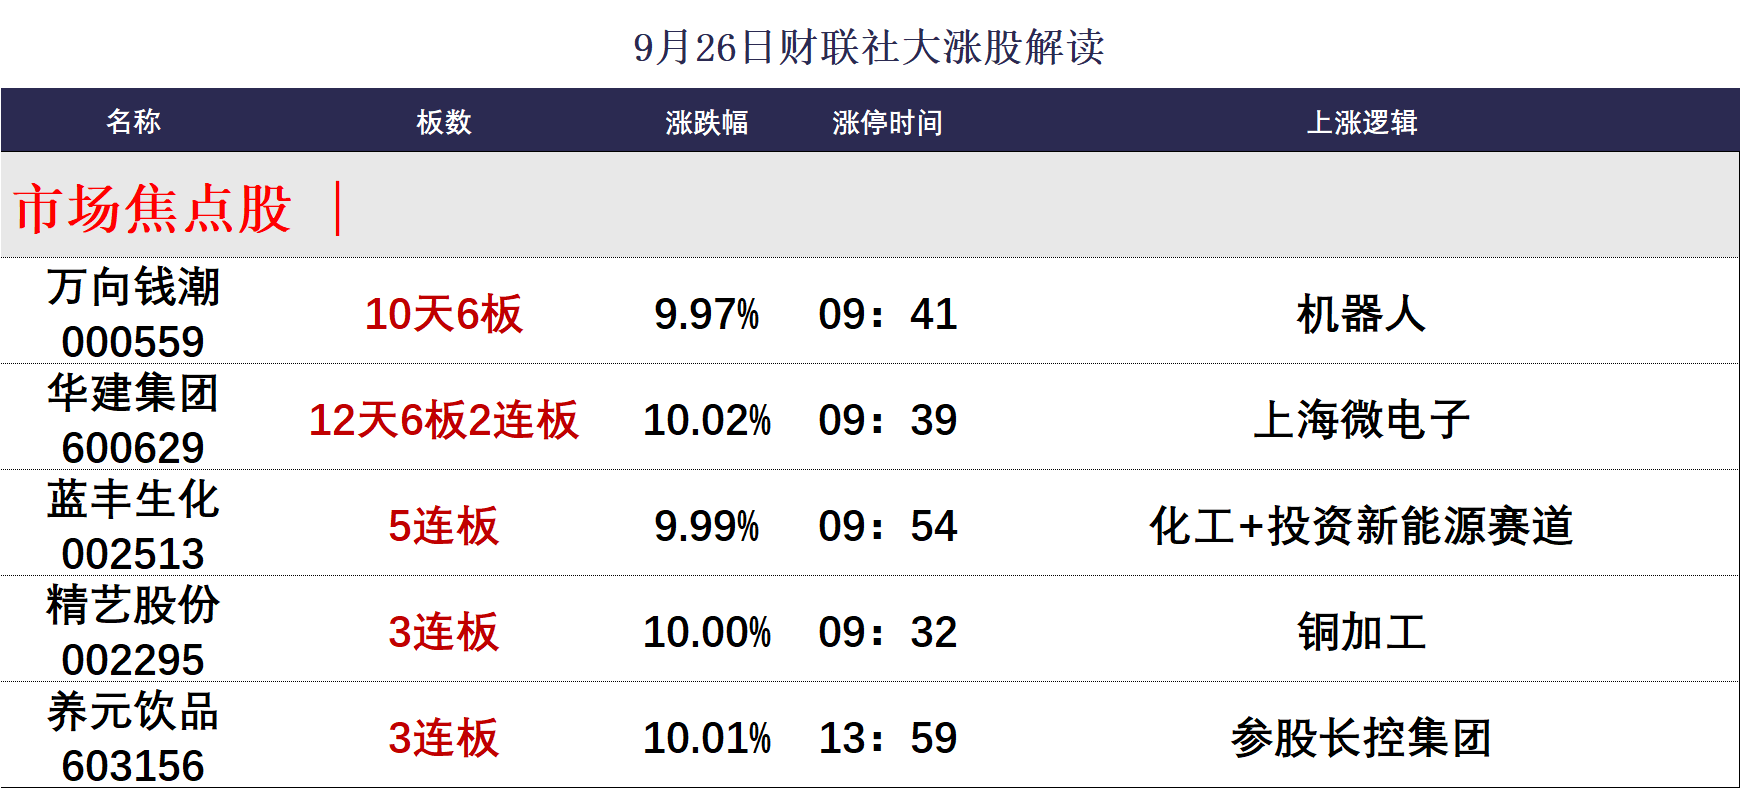 9月26日财联社大涨股解读
名称 板数 涨跌幅 涨停时间 上涨逻辑
市场焦点股 ｜
万向钱潮
000559 10天6板 9.97% 09：41 机器人
华建集团
600629 12天6板2连板 10.02% 09：39 上海微电子
蓝丰生化
002513 5连板 9.99% 09：54 化工+投资新能源赛道
精艺股份
002295 3连板 10.00% 09：32 铜加工
养元饮品
603156 3连板 10.01% 13：59 参股长控集团